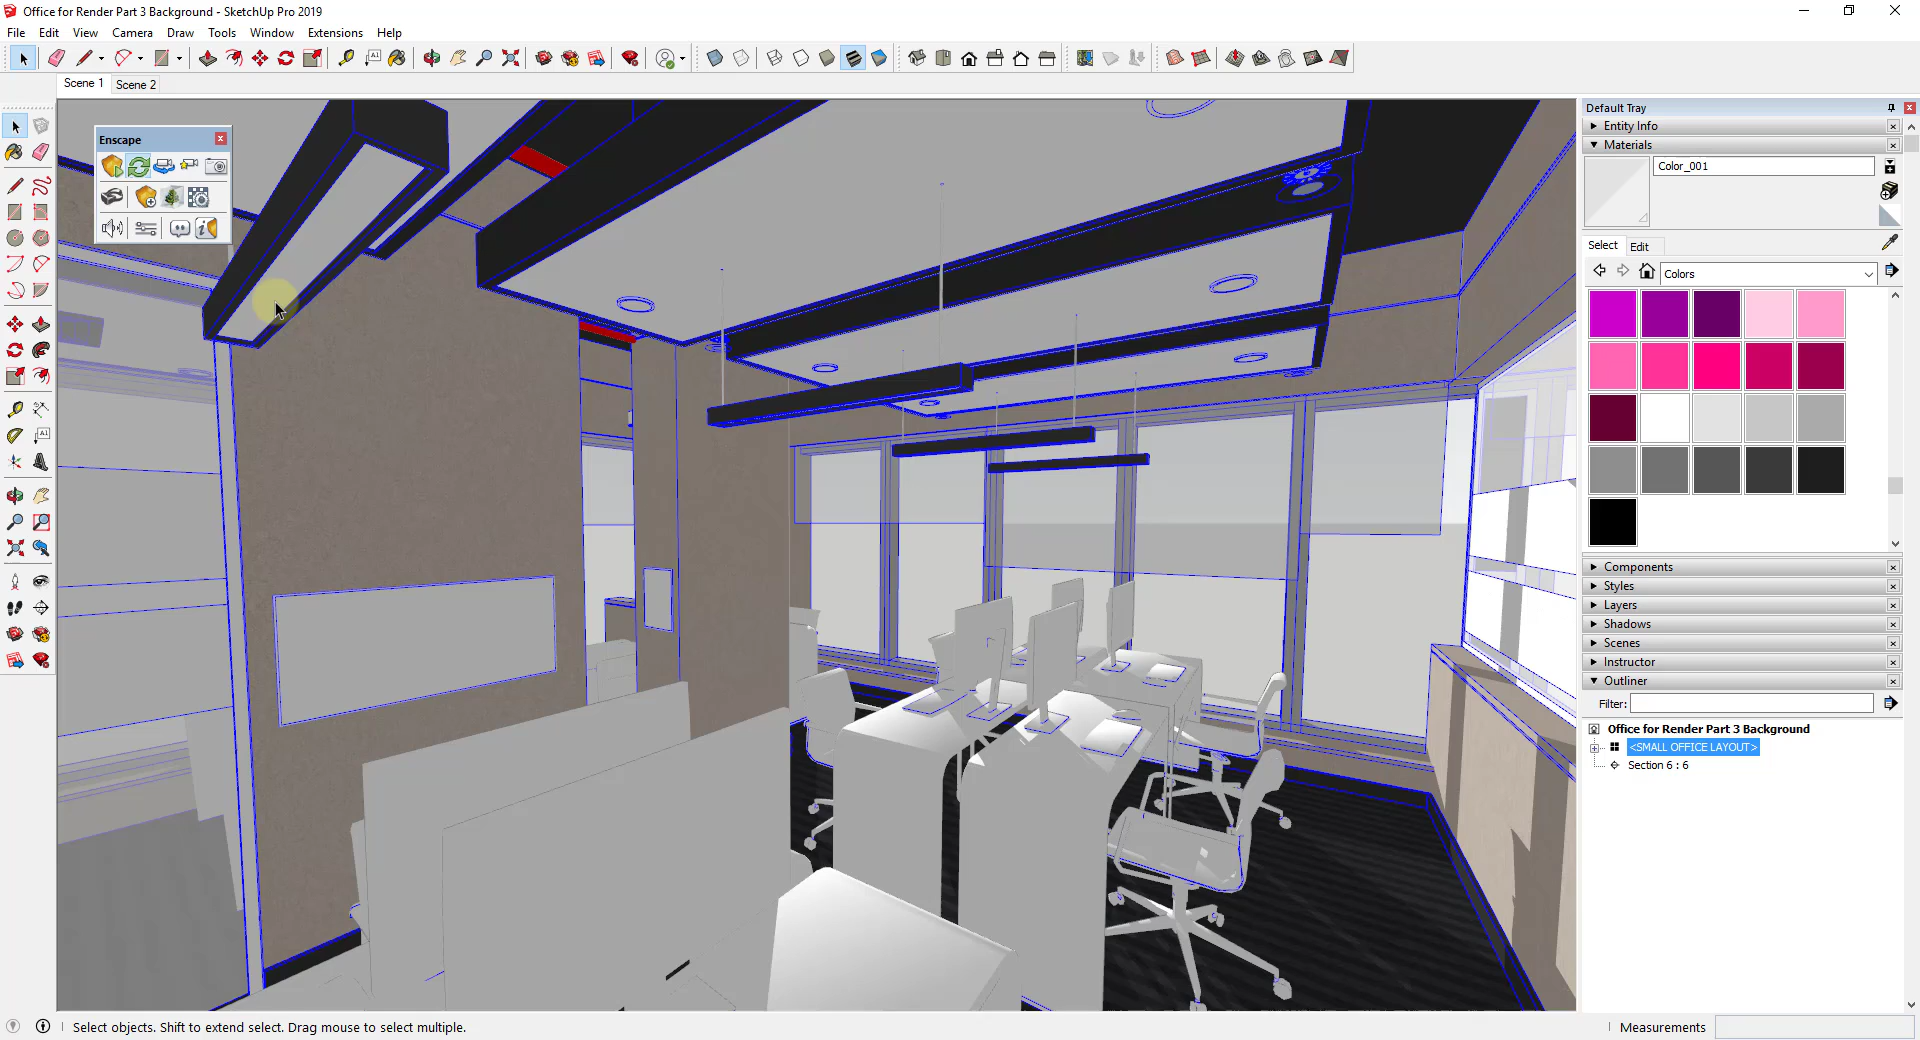 Office for Render Part 3 Background - SketchUp Pro 2019
File Edit View Camera Draw Tools Window Extensions Help
Scene 1 Scene 2
Enscape
Default Tray
Entity Info
Materials
Color_001
Select Edit
Colors
Components
Styles
Layers
Shadows
Scenes
Instructor
Outliner
Filter:
Office for Render Part 3 Background
<SMALL OFFICE LAYOUT>
Section 6 : 6
Select objects. Shift to extend select. Drag mouse to select multiple.
Measurements